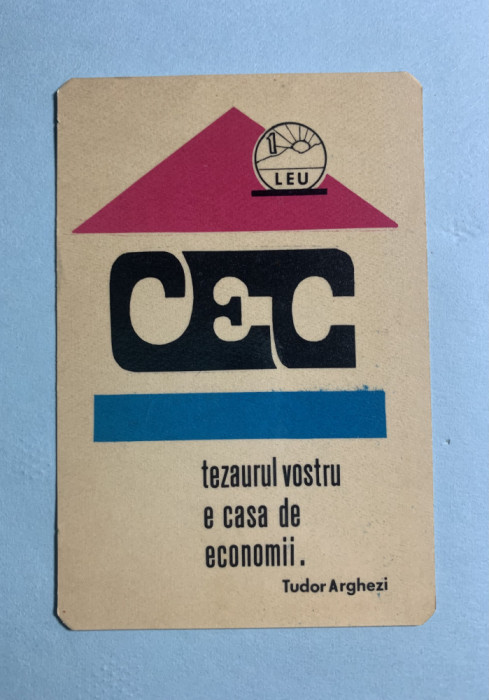 1
LEU
CEC
tezaurul vostru
e casa de
economii.
Tudor Arghezi